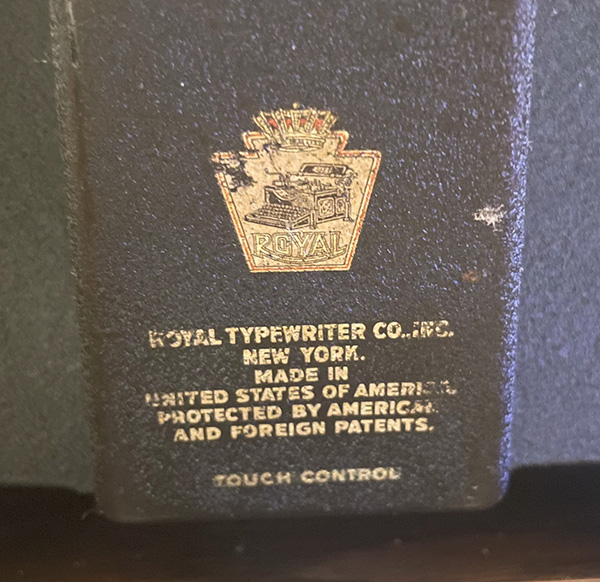 ROYAL
ROYAL TYPEWRITER CO., INC.
NEW YORK.
MADE IN
UNITED STATES OF AMERICA.
PROTECTED BY AMERICAN
AND FOREIGN PATENTS.
TOUCH CONTROL